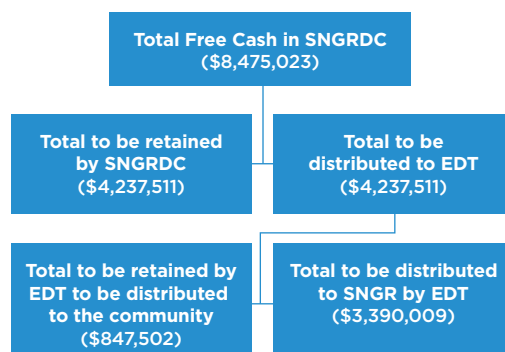 Total Free Cash in SNGRDC
($8,475,023)
Total to be retained
by SNGRDC
($4,237,511)
Total to be
distributed to EDT
($4,237,511)
Total to be retained by
EDT to be distributed
to the community
($847,502)
Total to be distributed
to SNGR by EDT
($3,390,009)